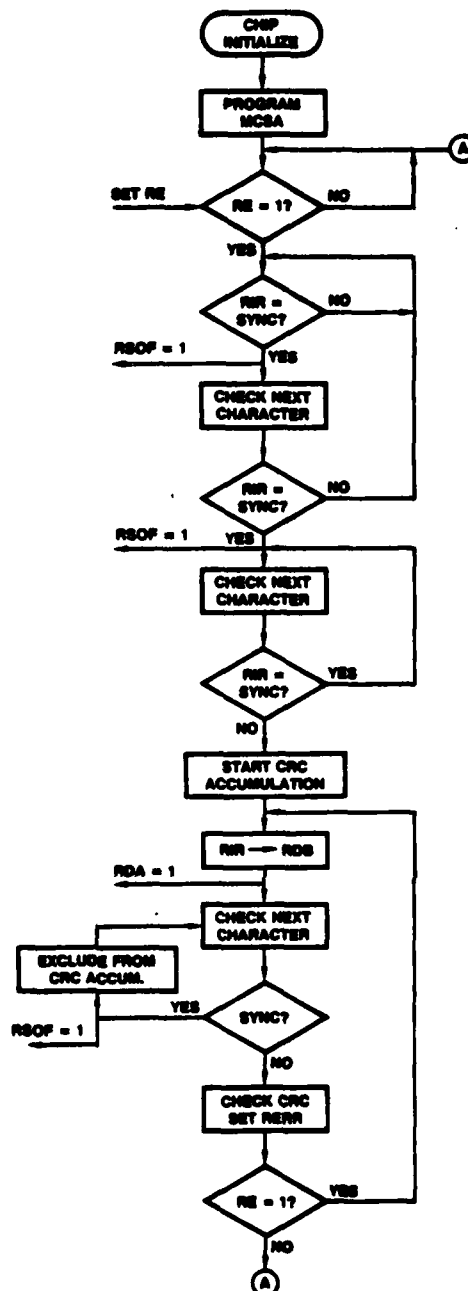 CHIP
INITIALIZE
PROGRAM
MCSA
A
SET RE
RE = 1?
NO
YES
RIR =
SYNC?
NO
RSOF = 1
YES
CHECK NEXT
CHARACTER
RIR =
SYNC?
NO
RSOF = 1
YES
CHECK NEXT
CHARACTER
RIR =
SYNC?
YES
NO
START CRC
ACCUMULATION
RIR → RDB
RDA = 1
CHECK NEXT
CHARACTER
EXCLUDE FROM
CRC ACCUM.
YES
SYNC?
RSOF = 1
NO
CHECK CRC
SET RERR
RE = 1?
YES
NO
A